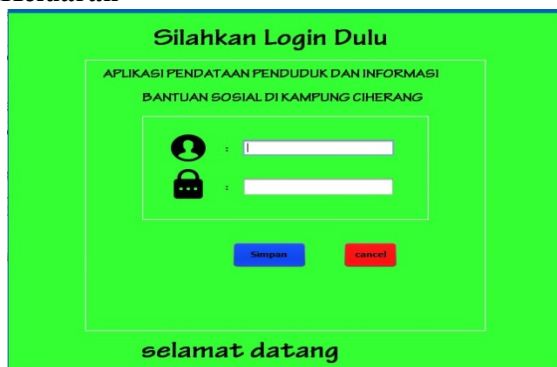 Silahkan Login Dulu
APLIKASI PENDATAAN PENDUDUK DAN INFORMASI
BANTUAN SOSIAL DI KAMPUNG CIHERANG
:
:
Simpan cancel
selamat datang